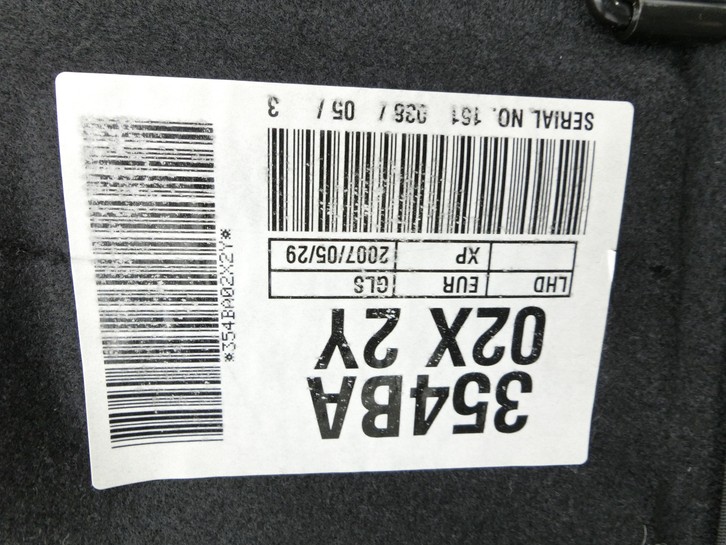 354BA
02X 2Y
LHD EUR GLS
XP 2007/05/29
SERIAL NO. 151 036 / 05 / 3
*354BA02X2Y*